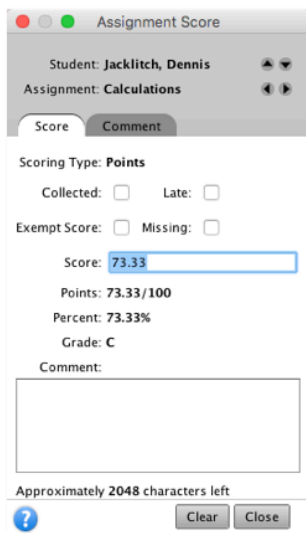 Assignment Score
Student: Jacklitch, Dennis
Assignment: Calculations
Score Comment
Scoring Type: Points
Collected: Late:
Exempt Score: Missing:
Score: 73.33
Points: 73.33/100
Percent: 73.33%
Grade: C
Comment:
Approximately 2048 characters left
? Clear Close